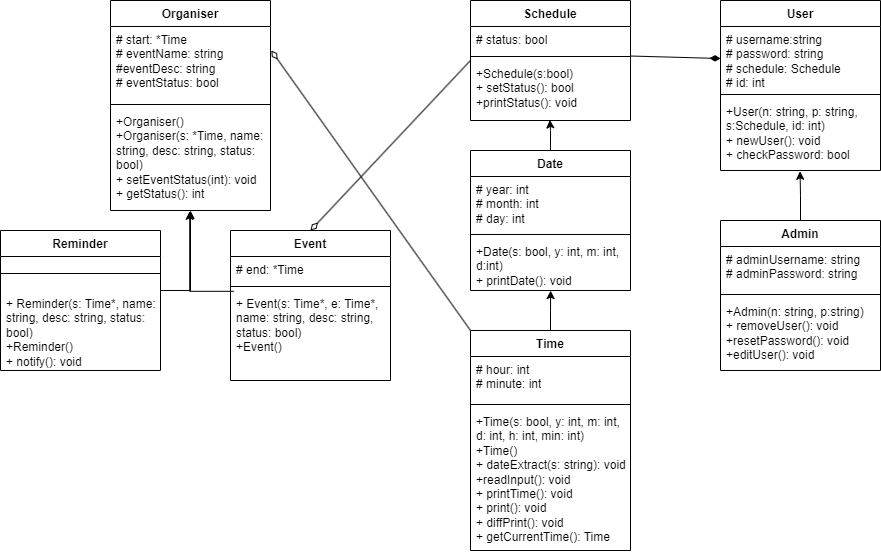 Organiser
# start: *Time
# eventName: string
#eventDesc: string
# eventStatus: bool
+Organiser()
+Organiser(s: *Time, name:
string, desc: string, status:
bool)
+ setEventStatus(int): void
+ getStatus(): int
Schedule
# status: bool
+Schedule(s:bool)
+ setStatus(): bool
+printStatus(): void
User
# username:string
# password: string
# schedule: Schedule
# id: int
+User(n: string, p: string,
s:Schedule, id: int)
+ newUser(): void
+ checkPassword: bool
Date
# year: int
# month: int
# day: int
+Date(s: bool, y: int, m: int,
d:int)
+ printDate(): void
Reminder
+ Reminder(s: Time*, name:
string, desc: string, status:
bool)
+Reminder()
+ notify(): void
Event
# end: *Time
+ Event(s: Time*, e: Time*,
name: string, desc: string,
status: bool)
+Event()
Admin
# adminUsername: string
# adminPassword: string
+Admin(n: string, p:string)
+ removeUser(): void
+resetPassword(): void
+editUser(): void
Time
# hour: int
# minute: int
+Time(s: bool, y: int, m: int,
d: int, h: int, min: int)
+Time()
+ dateExtract(s: string): void
+readInput(): void
+ printTime(): void
+ print(): void
+ diffPrint(): void
+ getCurrentTime(): Time